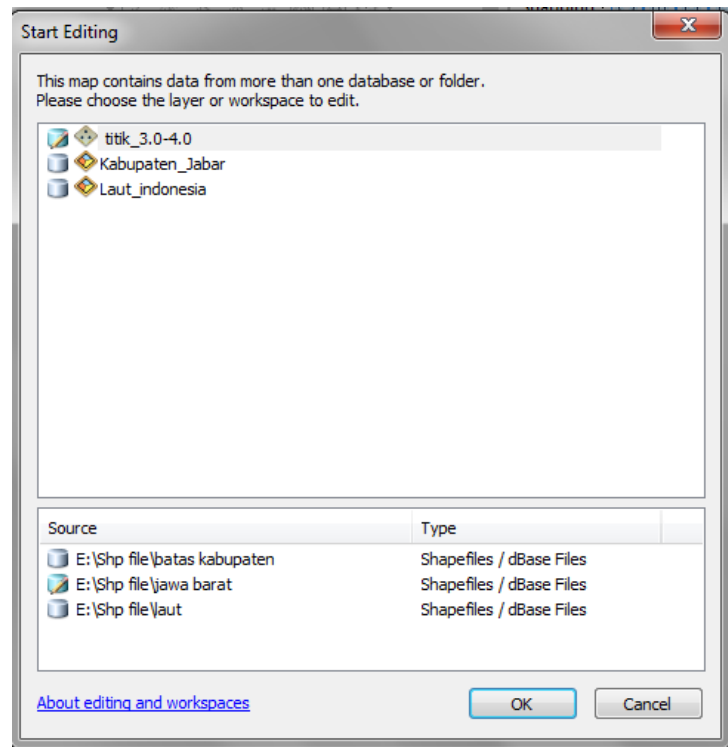 Start Editing
This map contains data from more than one database or folder.
Please choose the layer or workspace to edit.
titik_3.0-4.0
Kabupaten_Jabar
Laut_indonesia
Source Type
E:\Shp file\batas kabupaten Shapefiles / dBase Files
E:\Shp file\jawa barat Shapefiles / dBase Files
E:\Shp file\laut Shapefiles / dBase Files
About editing and workspaces OK Cancel